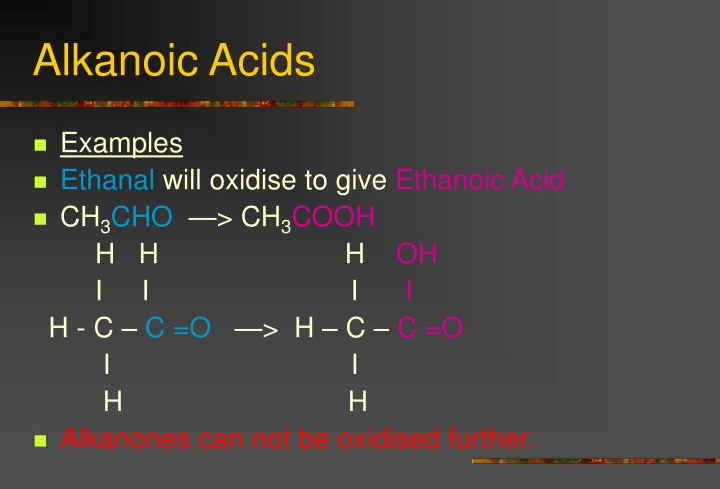 Alkanoic Acids
Examples
Ethanal will oxidise to give Ethanoic Acid
CH₃CHO —> CH₃COOH
H H H OH
I I I I
H - C – C =O —> H – C – C =O
I I
H H
Alkanones can not be oxidised further.